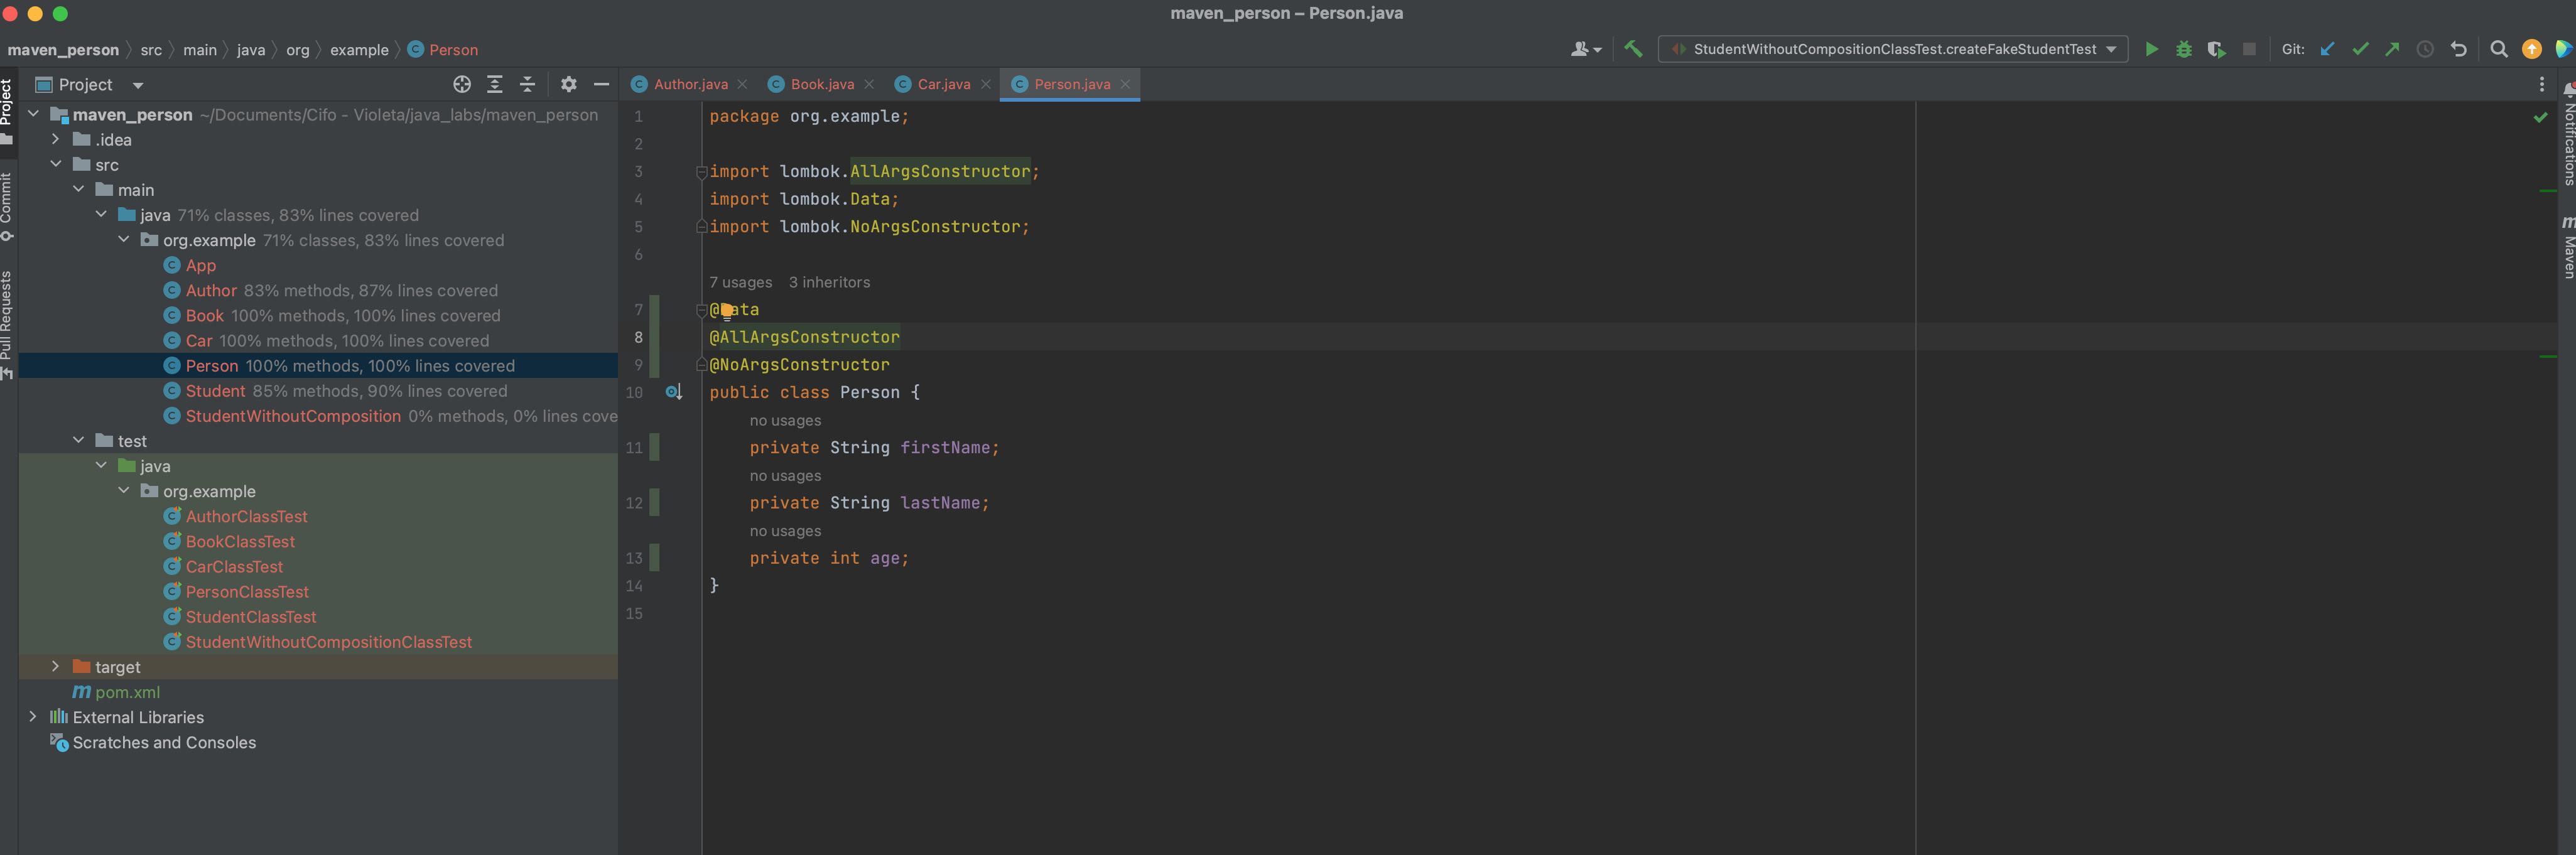 maven_person – Person.java
maven_person src main java org example Person
StudentWithoutCompositionClassTest.createFakeStudentTest Git:
Project
Author.java Book.java Car.java Person.java
Project
Commit
Pull Requests
maven_person ~/Documents/Cifo - Violeta/java_labs/maven_person
.idea
src
main
java 71% classes, 83% lines covered
org.example 71% classes, 83% lines covered
App
Author 83% methods, 87% lines covered
Book 100% methods, 100% lines covered
Car 100% methods, 100% lines covered
Person 100% methods, 100% lines covered
Student 85% methods, 90% lines covered
StudentWithoutComposition 0% methods, 0% lines cove
test
java
org.example
AuthorClassTest
BookClassTest
CarClassTest
PersonClassTest
StudentClassTest
StudentWithoutCompositionClassTest
target
pom.xml
External Libraries
Scratches and Consoles
1 package org.example;
2
3 import lombok.AllArgsConstructor;
4 import lombok.Data;
5 import lombok.NoArgsConstructor;
6
7 usages 3 inheritors
7 @Data
8 @AllArgsConstructor
9 @NoArgsConstructor
10 public class Person {
no usages
11 private String firstName;
no usages
12 private String lastName;
no usages
13 private int age;
14 }
15
Notifications
Maven